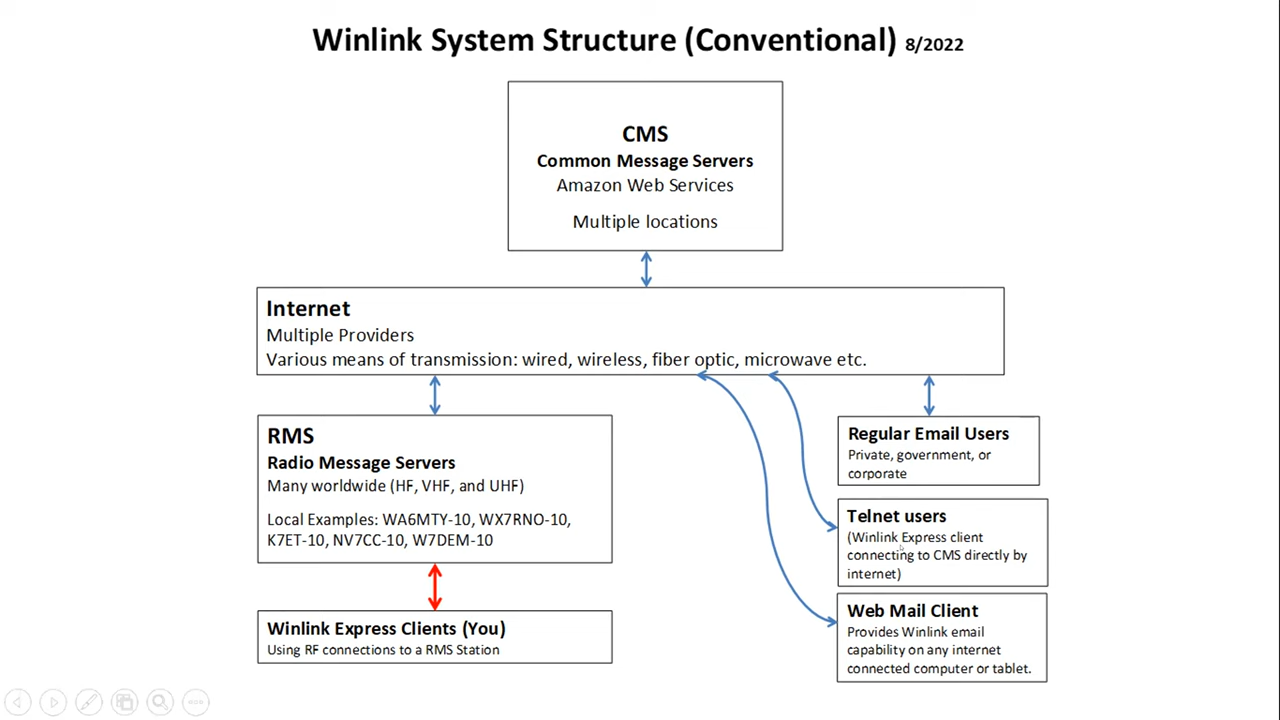 Winlink System Structure (Conventional) 8/2022
CMS
Common Message Servers
Amazon Web Services
Multiple locations
Internet
Multiple Providers
Various means of transmission: wired, wireless, fiber optic, microwave etc.
RMS
Radio Message Servers
Many worldwide (HF, VHF, and UHF)
Local Examples: WA6MTY-10, WX7RNO-10,
K7ET-10, NV7CC-10, W7DEM-10
Winlink Express Clients (You)
Using RF connections to a RMS Station
Regular Email Users
Private, government, or
corporate
Telnet users
(Winlink Express client
connecting to CMS directly by
internet)
Web Mail Client
Provides Winlink email
capability on any internet
connected computer or tablet.